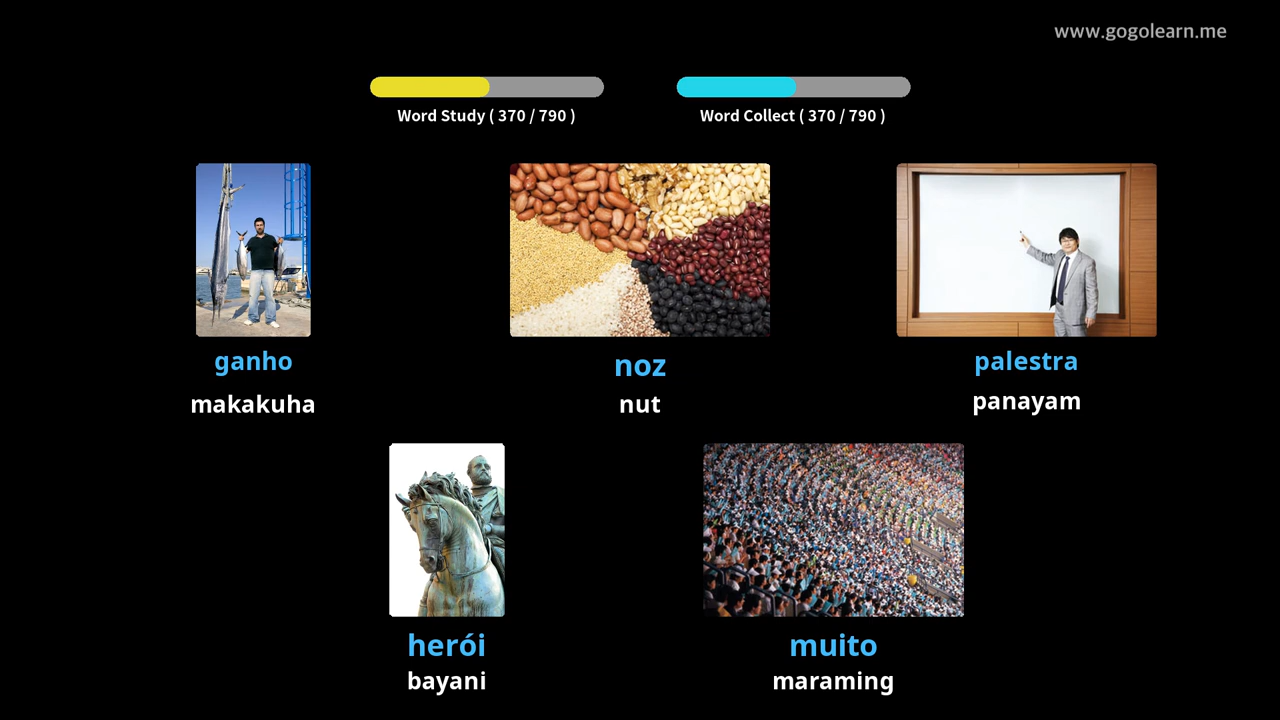 www.gogolearn.me
Word Study ( 370 / 790 )
Word Collect ( 370 / 790 )
ganho
makakuha
noz
nut
palestra
panayam
herói
bayani
muito
maraming